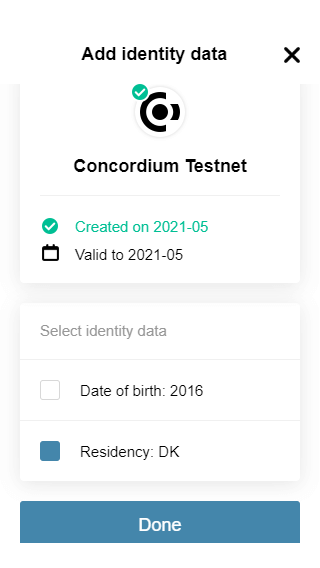 Add identity data
Concordium Testnet
Created on 2021-05
Valid to 2021-05
Select identity data
Date of birth: 2016
Residency: DK
Done